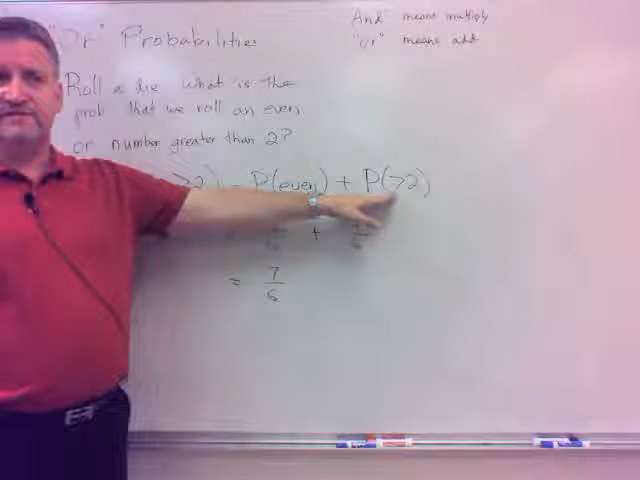 "Or" Probabilities
And" means multiply
"Or" means add
Roll a die what is the
prob that we roll an even
or number greater than 2?
>2) = P(even) + P(>2)
+
= 7/6